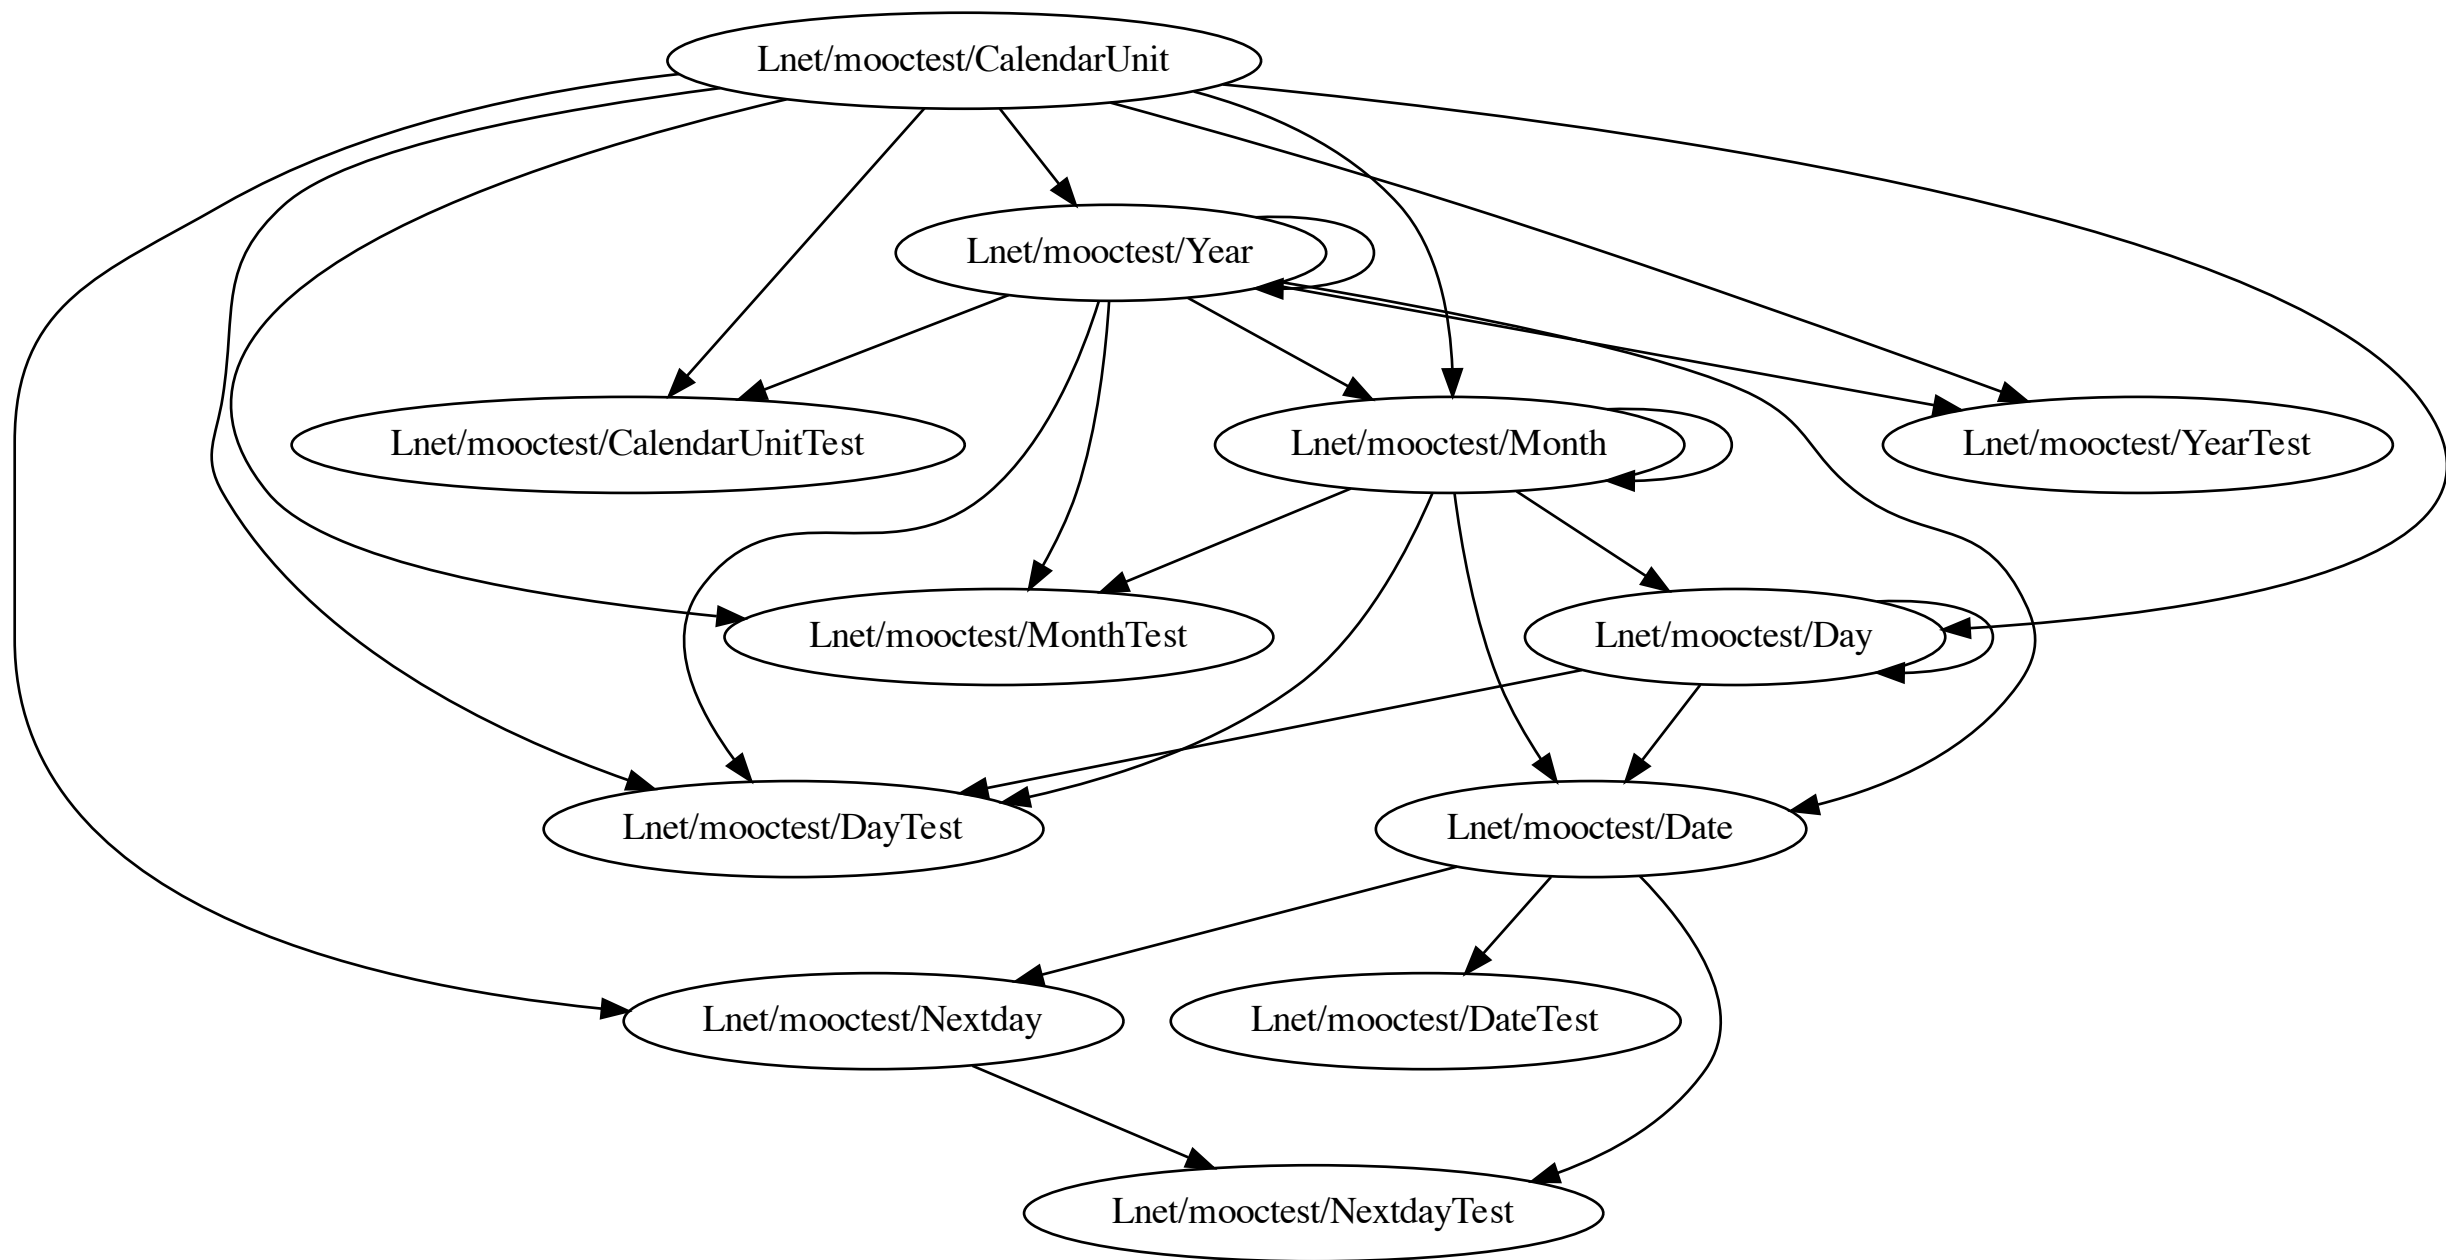 Lnet/mooctest/CalendarUnit
Lnet/mooctest/Year
Lnet/mooctest/CalendarUnitTest
Lnet/mooctest/Month
Lnet/mooctest/YearTest
Lnet/mooctest/MonthTest
Lnet/mooctest/Day
Lnet/mooctest/DayTest
Lnet/mooctest/Date
Lnet/mooctest/Nextday
Lnet/mooctest/DateTest
Lnet/mooctest/NextdayTest